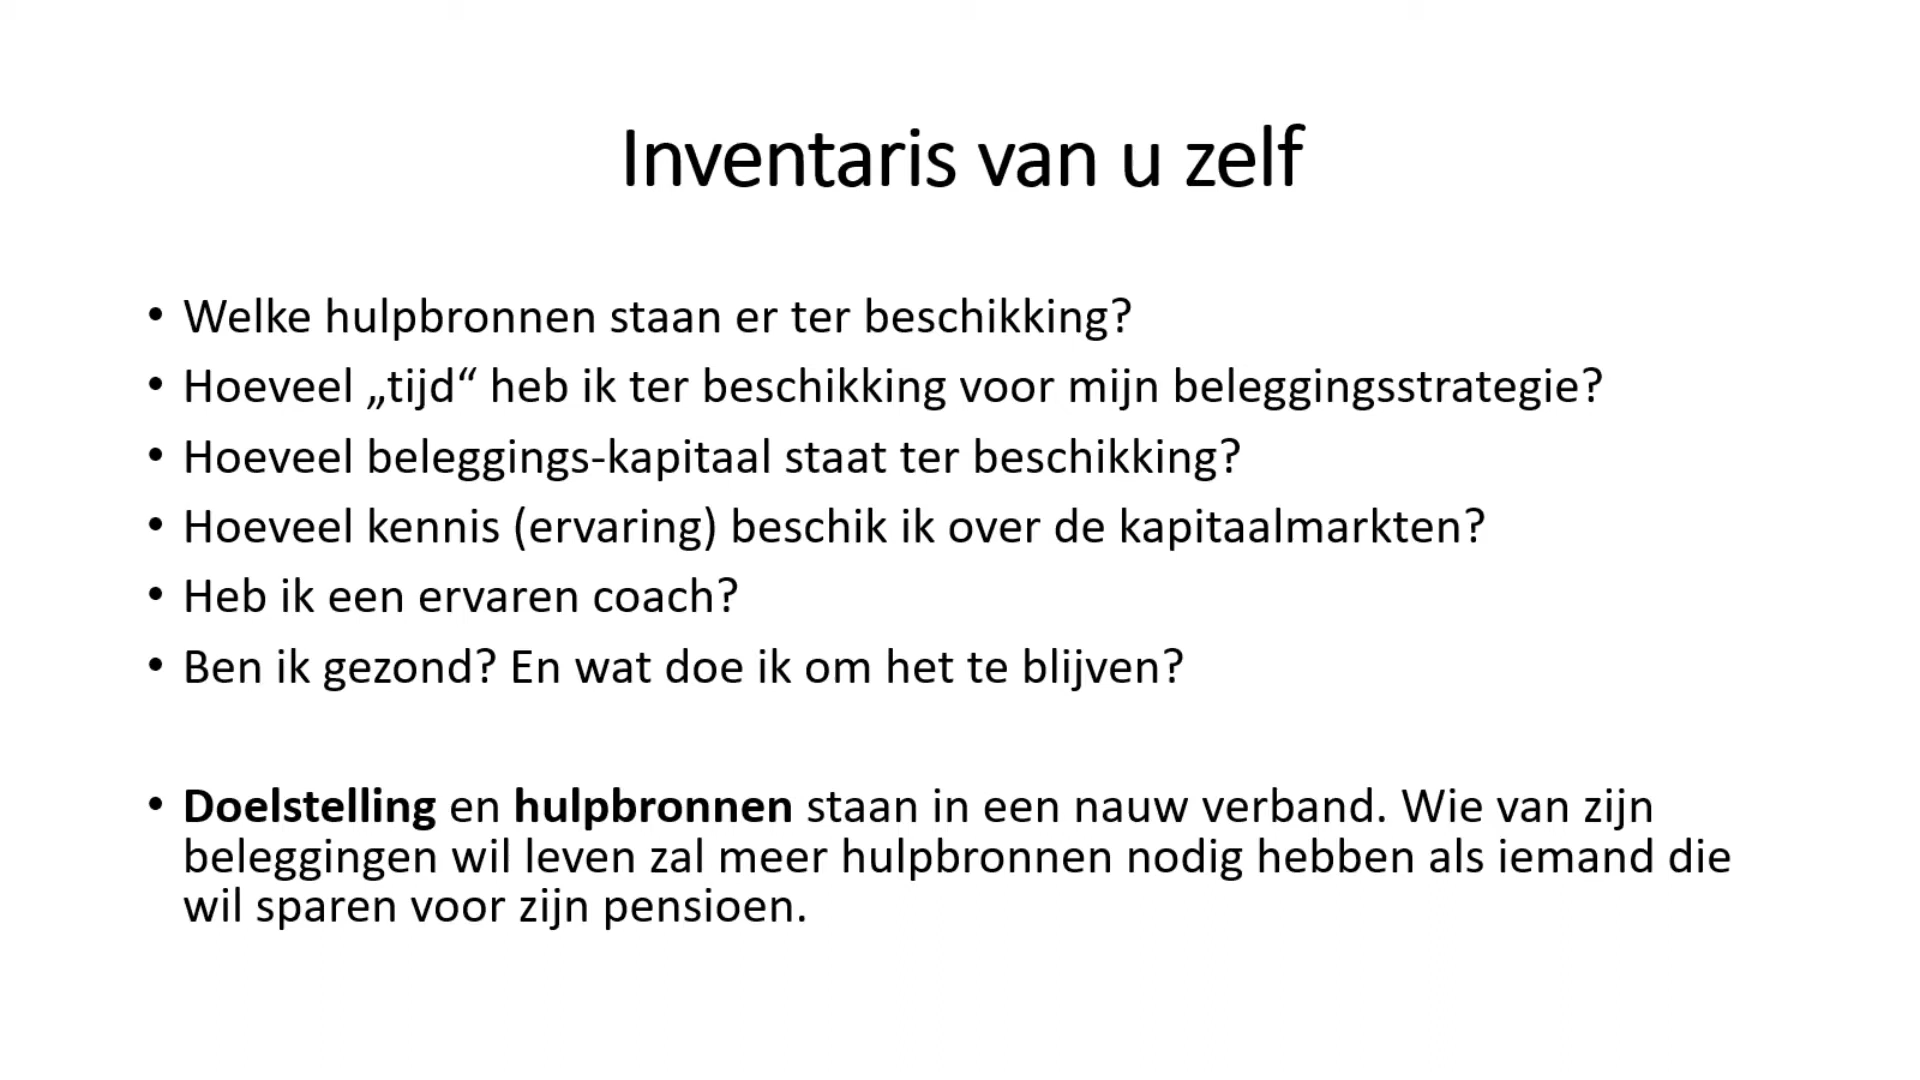 Inventaris van u zelf
• Welke hulpbronnen staan er ter beschikking?
• Hoeveel „tijd“ heb ik ter beschikking voor mijn beleggingsstrategie?
• Hoeveel beleggings-kapitaal staat ter beschikking?
• Hoeveel kennis (ervaring) beschik ik over de kapitaalmarkten?
• Heb ik een ervaren coach?
• Ben ik gezond? En wat doe ik om het te blijven?
• Doelstelling en hulpbronnen staan in een nauw verband. Wie van zijn
beleggingen wil leven zal meer hulpbronnen nodig hebben als iemand die
wil sparen voor zijn pensioen.